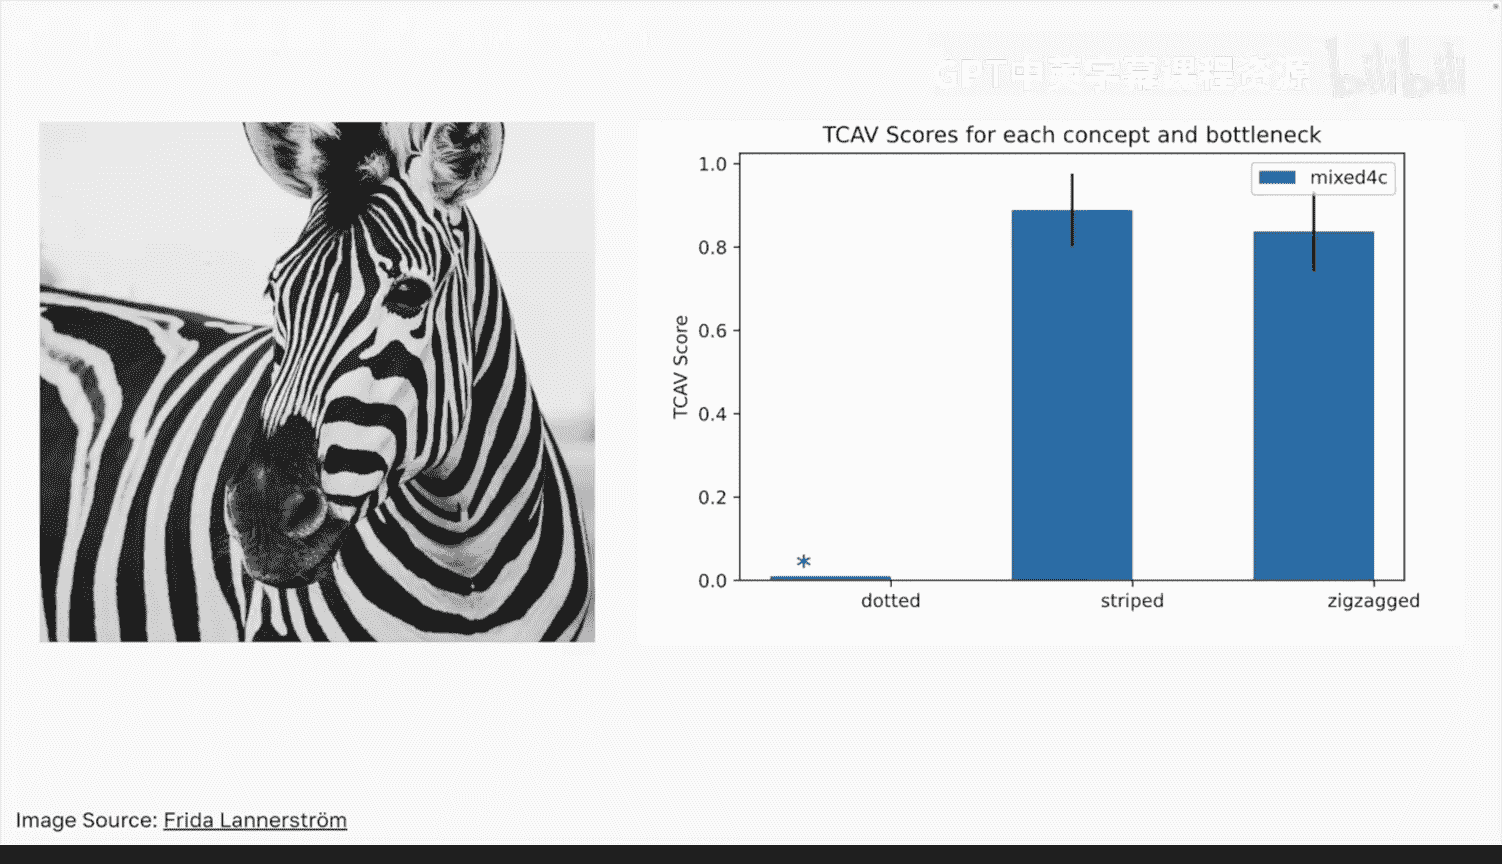 GPT中英字幕课程资源 bilibili
TCAV Scores for each concept and bottleneck
mixed4c
TCAV Score
1.0
0.8
0.6
0.4
0.2
0.0
*
dotted striped zigzagged
Image Source: Frida Lannerström